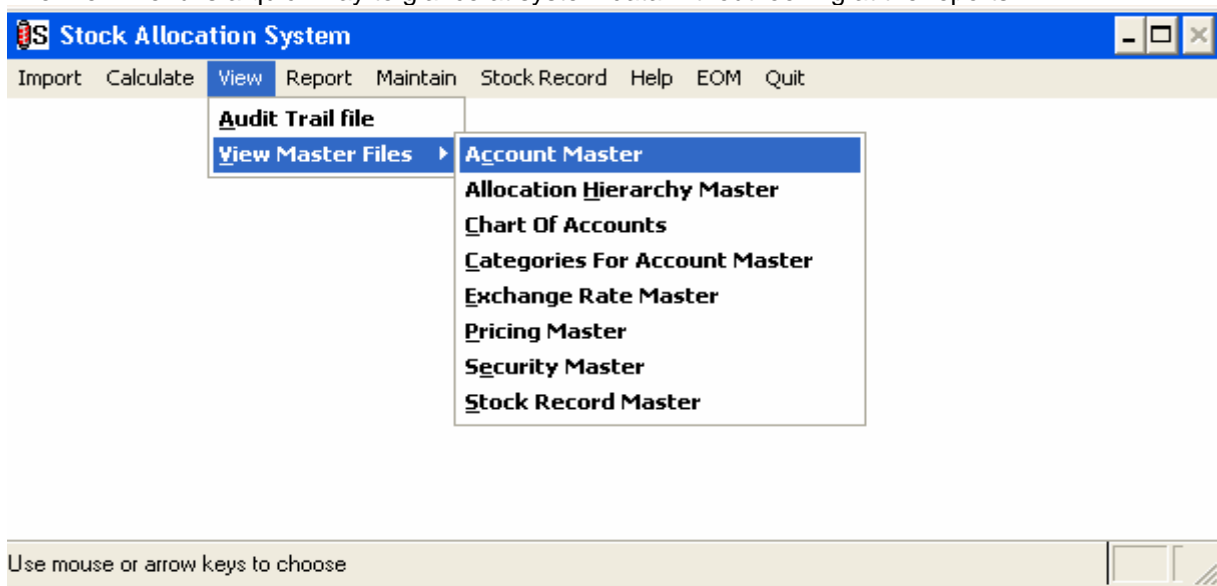 Stock Allocation System
Import Calculate View Report Maintain Stock Record Help EOM Quit
Audit Trail file
View Master Files
Account Master
Allocation Hierarchy Master
Chart Of Accounts
Categories For Account Master
Exchange Rate Master
Pricing Master
Security Master
Stock Record Master
Use mouse or arrow keys to choose